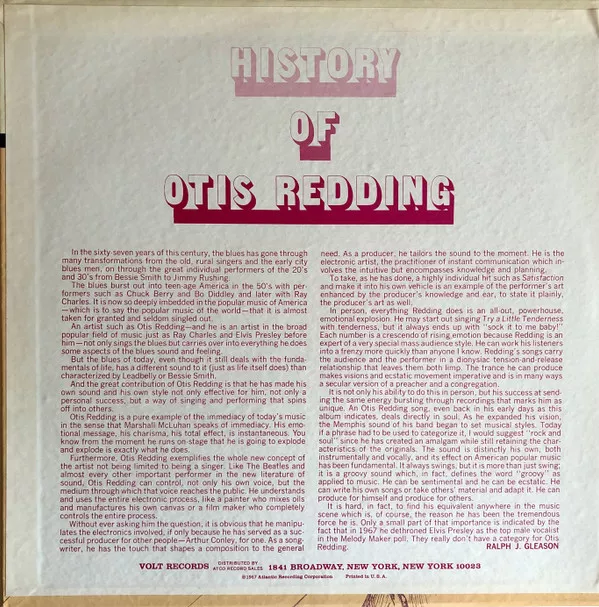 HISTORY
OF
OTIS REDDING
In the sixty-seven years of this century, the blues has gone through
many transformations from the old, rural singers and the early city
blues men, on through the great individual performers of the 20's
and 30's from Bessie Smith to Jimmy Rushing.
The blues burst out into teen-age America in the 50's with per-
formers such as Chuck Berry and Bo Diddley and later with Ray
Charles. It is now so deeply imbedded in the popular music of America
—which is to say the popular music of the world—that it is almost
taken for granted and seldom singled out.
An artist such as Otis Redding—and he is an artist in the broad
popular field of music just as Ray Charles and Elvis Presley before
him—not only sings the blues but carries over into everything he does
some aspects of the blues sound and feeling.
But the blues of today, even though it still deals with the funda-
mentals of life, has a different sound to it (just as life itself does) than
characterized by Leadbelly or Bessie Smith.
And the great contribution of Otis Redding is that he has made his
own sound and his own style not only effective for him, not only a
personal success, but a way of singing and performing that spins
off into others.
Otis Redding is a pure example of the immediacy of today's music
in the sense that Marshall McLuhan speaks of immediacy. His emo-
tional message, his charisma, his total effect, is instantaneous. You
know from the moment he runs on-stage that he is going to explode
and explode is exactly what he does.
Furthermore, Otis Redding exemplifies the whole new concept of
the artist not being limited to being a singer. Like The Beatles and
almost every other important performer in the new literature of
sound, Otis Redding can control, not only his own voice, but the
medium through which that voice reaches the public. He understands
and uses the entire electronic process, like a painter who mixes oils
and manufactures his own canvas or a film maker who completely
controls the entire process.
Without ever asking him the question, it is obvious that he manipu-
lates the electronics involved, if only because he has served as a suc-
cessful producer for other people—Arthur Conley, for one. As a song-
writer, he has the touch that shapes a composition to the general
need. As a producer, he tailors the sound to the moment. He is the
electronic artist, the practitioner of instant communication which in-
volves the intuitive but encompasses knowledge and planning.
To take, as he has done, a highly individual hit such as Satisfaction
and make it into his own vehicle is an example of the performer's art
enhanced by the producer's knowledge and ear, to state it plainly,
the producer's art as well.
In person, everything Redding does is an all-out, powerhouse,
emotional explosion. He may start out singing Try a Little Tenderness
with tenderness, but it always ends up with "sock it to me baby!"
Each number is a crescendo of rising emotion because Redding is an
expert of a very special mass audience style. He can work his listeners
into a frenzy more quickly than anyone I know. Redding's songs carry
the audience and the performer in a dionysiac tension-and-release
relationship that leaves them both limp. The trance he can produce
makes visions and ecstatic movement imperative and is in many ways
a secular version of a preacher and a congregation.
It is not only his ability to do this in person, but his success at send-
ing the same energy bursting through recordings that marks him as
unique. An Otis Redding song, even back in his early days as this
album indicates, deals directly in soul. As he expanded his vision,
the Memphis sound of his band began to set musical styles. Today
if a phrase had to be used to categorize it, I would suggest "rock and
soul" since he has created an amalgam while still retaining the char-
acteristics of the originals. The sound is distinctly his own, both
instrumentally and vocally, and its effect on American popular music
has been fundamental. It always swings, but it is more than just swing;
it is a groovy sound which, in fact, defines the word "groovy" as
applied to music. He can be sentimental and he can be ecstatic. He
can write his own songs or take others' material and adapt it. He can
produce for himself and produce for others.
It is hard, in fact, to find his equivalent anywhere in the music
scene which is, of course, the reason he has been the tremendous
force he is. Only a small part of that importance is indicated by the
fact that in 1967 he dethroned Elvis Presley as the top male vocalist
in the Melody Maker poll. They really don't have a category for Otis
Redding. RALPH J. GLEASON
VOLT RECORDS DISTRIBUTED BY ATCO RECORD SALES 1841 BROADWAY, NEW YORK, NEW YORK 10023
©1967 Atlantic Recording Corporation Printed in U.S.A.